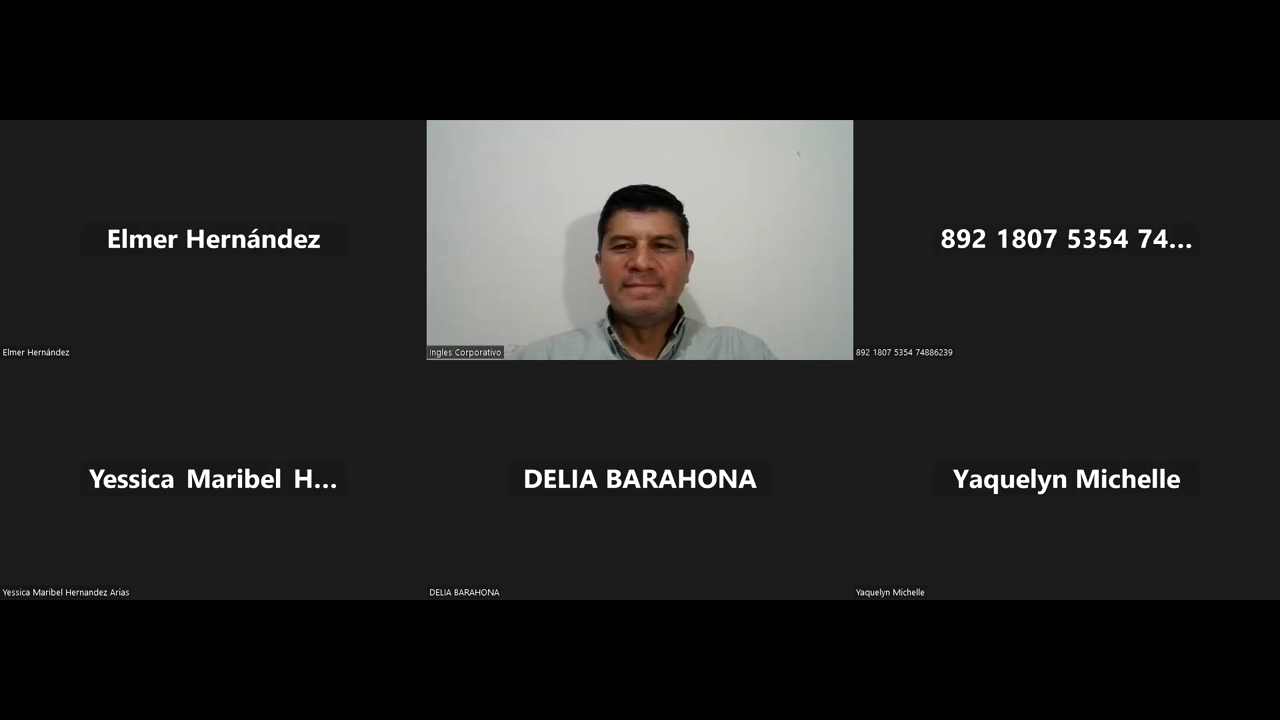 Elmer Hernández
892 1807 5354 74...
Elmer Hernández
Ingles Corporativo
892 1807 5354 74886239
Yessica Maribel H...
DELIA BARAHONA
Yaquelyn Michelle
Yessica Maribel Hernandez Arias
DELIA BARAHONA
Yaquelyn Michelle